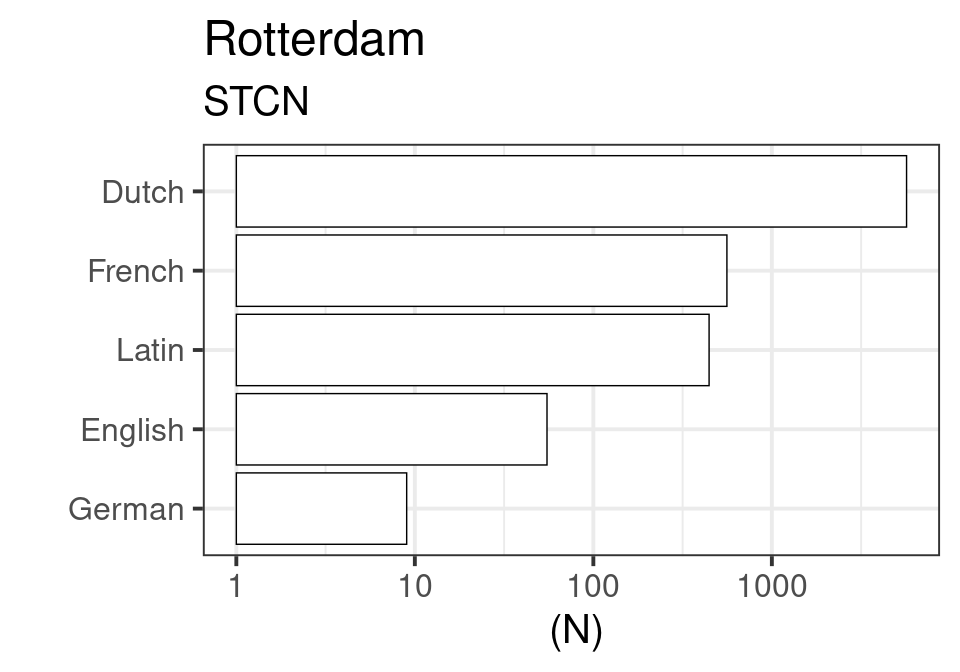 Rotterdam
STCN
Dutch
French
Latin
English
German
1 10 100 1000
(N)